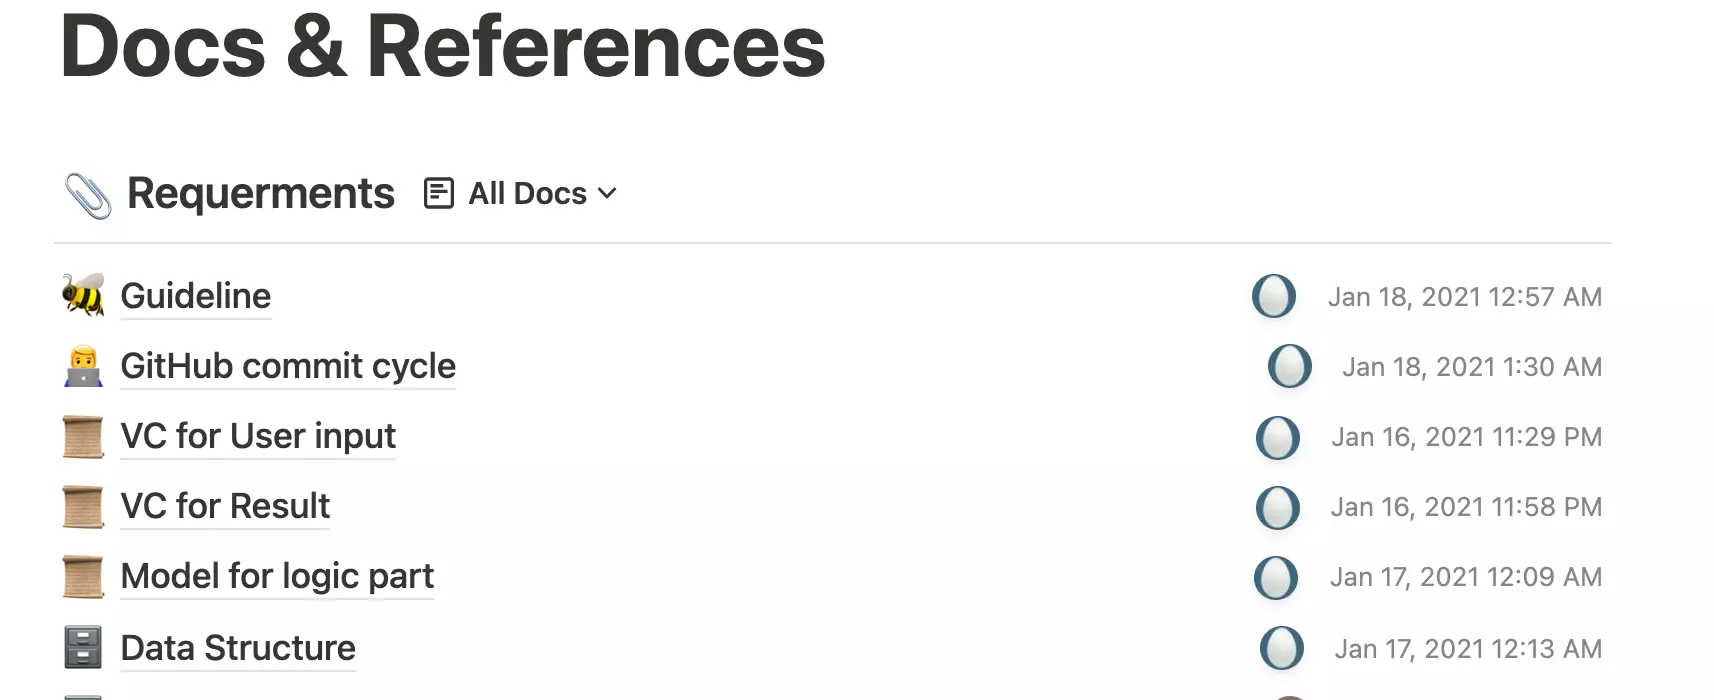 Docs & References
Requerments All Docs
Guideline Jan 18, 2021 12:57 AM
GitHub commit cycle Jan 18, 2021 1:30 AM
VC for User input Jan 16, 2021 11:29 PM
VC for Result Jan 16, 2021 11:58 PM
Model for logic part Jan 17, 2021 12:09 AM
Data Structure Jan 17, 2021 12:13 AM